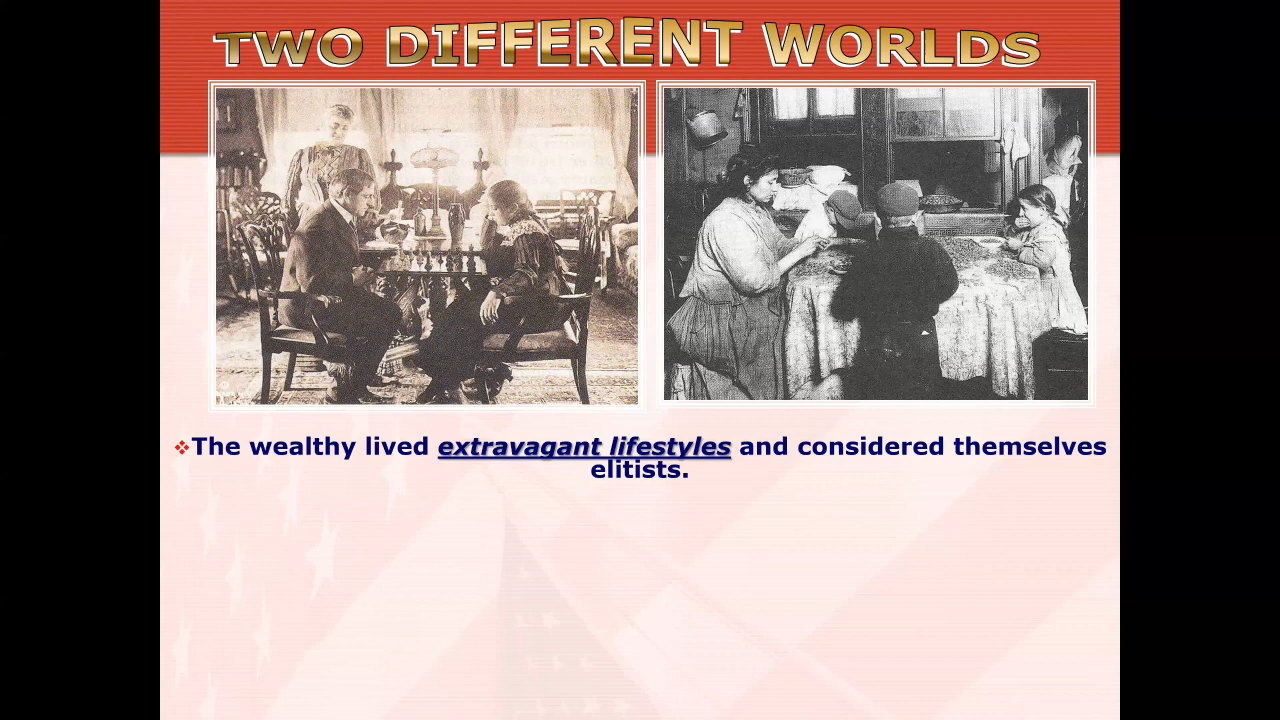 TWO DIFFERENT WORLDS
❖The wealthy lived extravagant lifestyles and considered themselves
elitists.